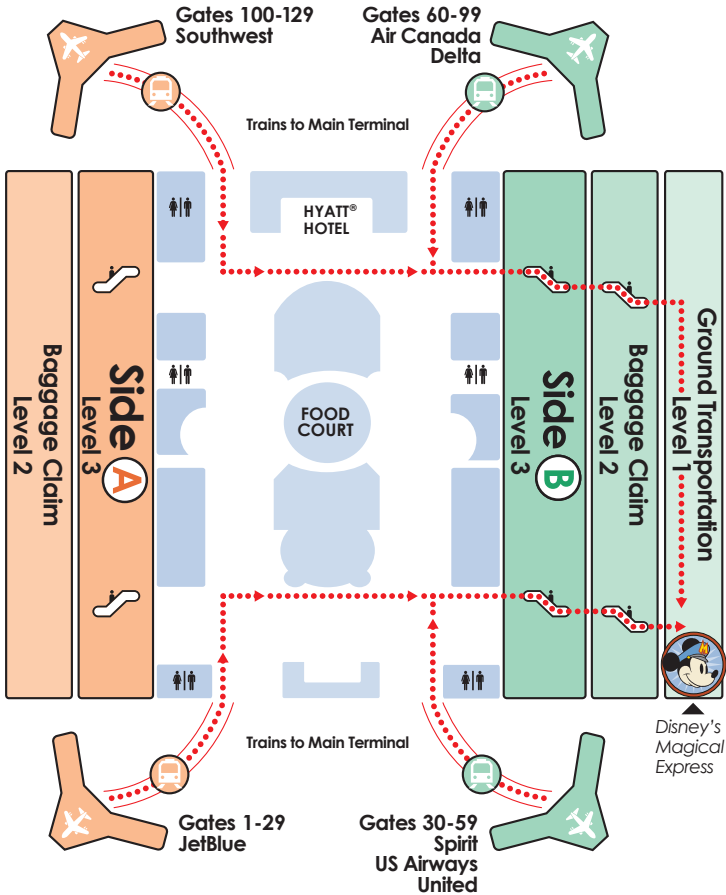 Gates 100-129
Southwest
Gates 60-99
Air Canada
Delta
Trains to Main Terminal
HYATT®
HOTEL
Baggage Claim
Level 2
Side A
Level 3
FOOD
COURT
Side B
Level 3
Baggage Claim
Level 2
Ground Transportation
Level 1
Disney's
Magical
Express
Trains to Main Terminal
Gates 1-29
JetBlue
Gates 30-59
Spirit
US Airways
United